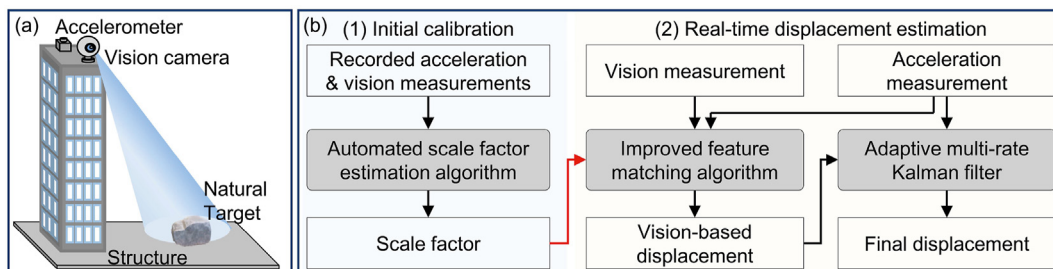 (a)
Accelerometer
Vision camera
Natural
Target
Structure
(b)
(1) Initial calibration
Recorded acceleration
& vision measurements
Automated scale factor
estimation algorithm
Scale factor
(2) Real-time displacement estimation
Vision measurement
Acceleration
measurement
Improved feature
matching algorithm
Adaptive multi-rate
Kalman filter
Vision-based
displacement
Final displacement